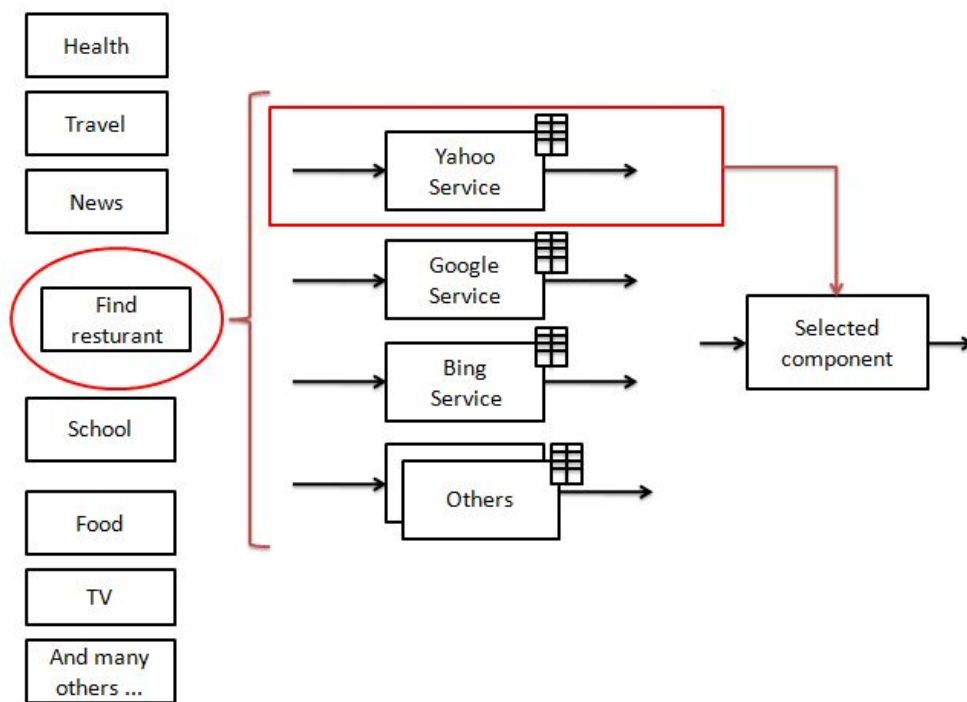 Health
Travel
News
Find
resturant
School
Food
TV
And many
others ...
Yahoo
Service
Google
Service
Bing
Service
Others
Selected
component